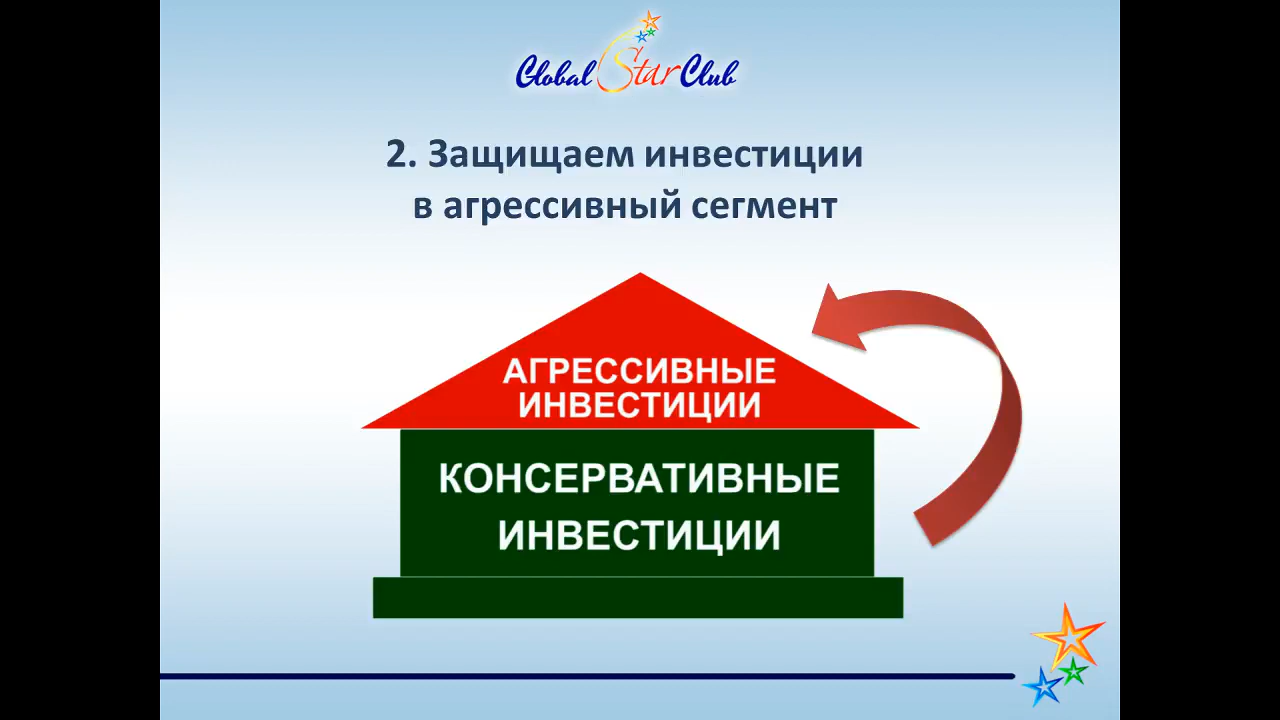 Global Star Club
2. Защищаем инвестиции
в агрессивный сегмент
АГРЕССИВНЫЕ
ИНВЕСТИЦИИ
КОНСЕРВАТИВНЫЕ
ИНВЕСТИЦИИ